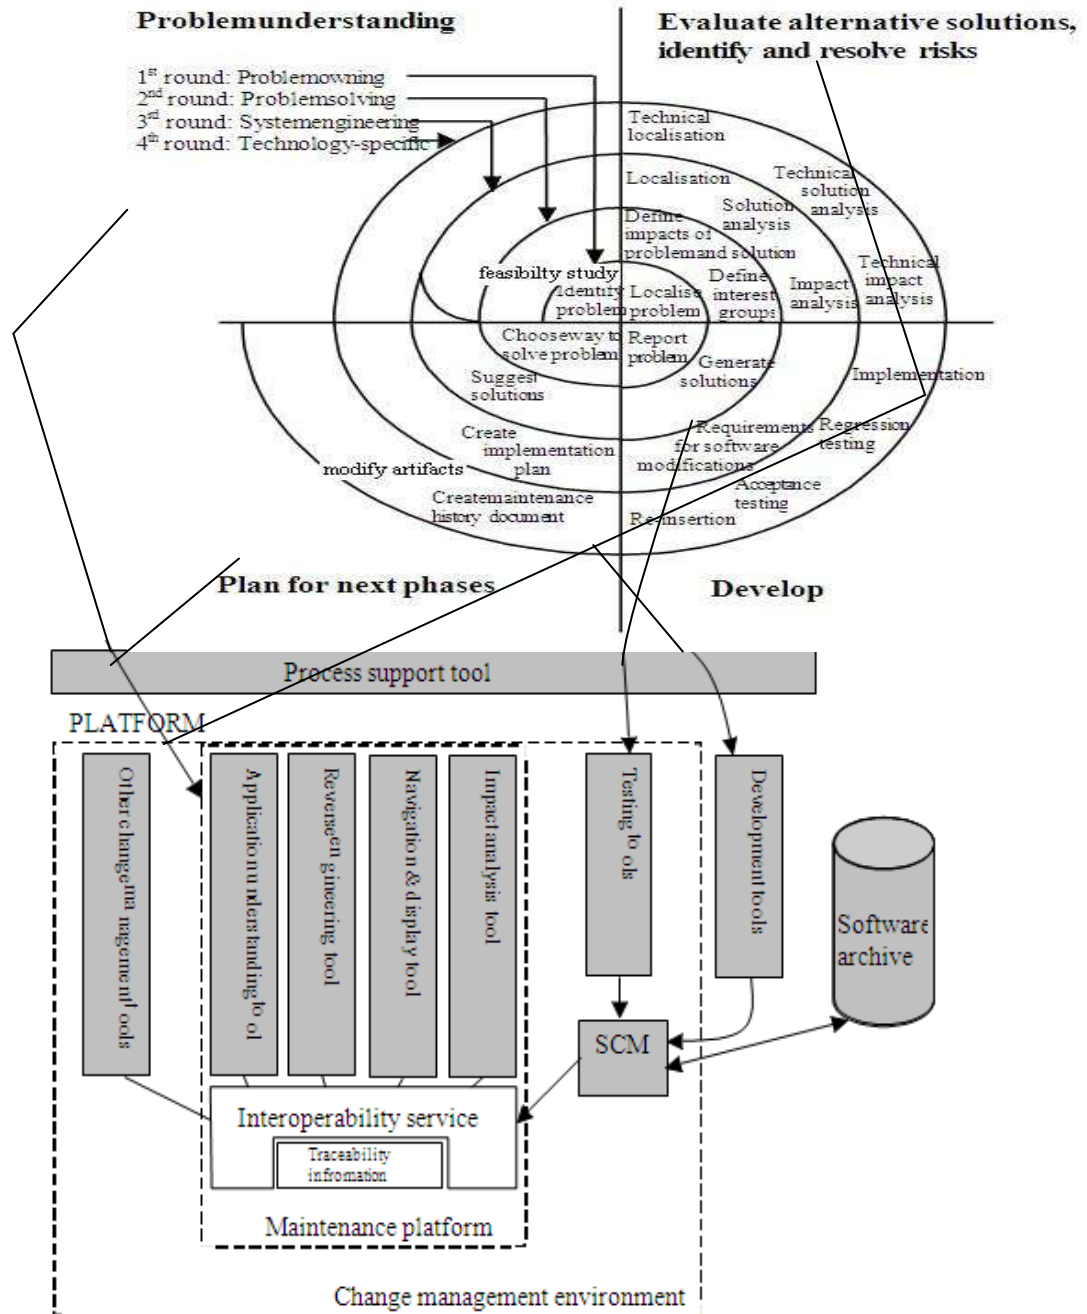 Problemunderstanding
Evaluate alternative solutions,
identify and resolve risks
1st round: Problemowning
2nd round: Problemsolving
3rd round: Systemengineering
4th round: Technology-specific
Technical
localisation
Localisation
Technical
solution
analysis
Solution
analysis
Define
impacts of
problemand solution
feasibilty study
Identify
problem
Localise
problem
Define
interest
groups
Impact
analysis
Technical
impact
analysis
Chooseway to
solve problem
Report
problem
Generate
solutions
Suggest
solutions
Implementation
Create
implementation
plan
Requirements
for software
modifications
Regression
testing
modify artifacts
Createmaintenance
history document
Acceptance
testing
Re-insertion
Plan for next phases
Develop
Process support tool
PLATFORM
Other change management tools
Application understanding tool
Reverse engineering tool
Navigation & display tool
Impact analysis tool
Testing tools
Development tools
Software
archive
SCM
Interoperability service
Traceability
infromation
Maintenance platform
Change management environment